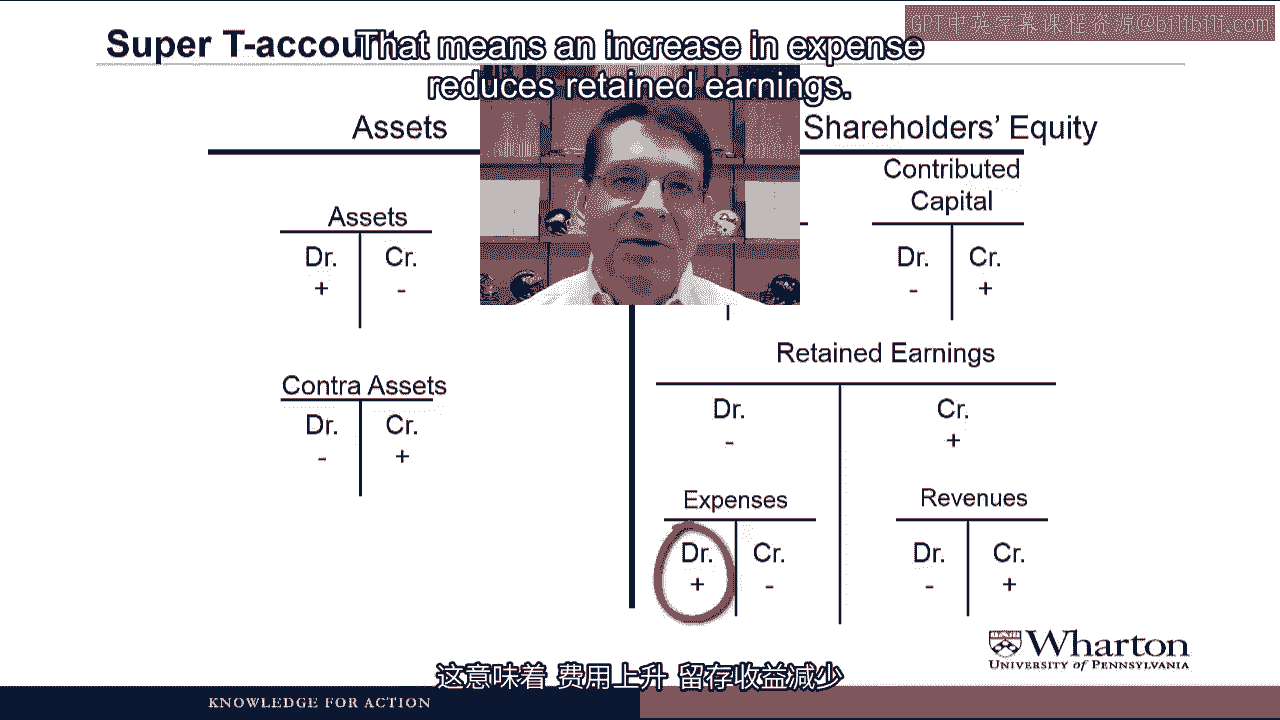 GPT中英字幕课程资源@bilibili.com
Super T-accou
That means an increase in expense
reduces retained earnings.
Assets
Shareholders’ Equity
Contributed
Capital
Assets
Dr.
Cr.
Dr.
Cr.
+
-
-
+
Retained Earnings
Contra Assets
Dr.
Cr.
Dr.
Cr.
-
+
-
+
Expenses
Revenues
Dr.
Cr.
Dr.
Cr.
+
-
-
+
Wharton
UNIVERSITY of PENNSYLVANIA
这意味着 费用上升 留存收益减少
KNOWLEDGE FOR ACTION